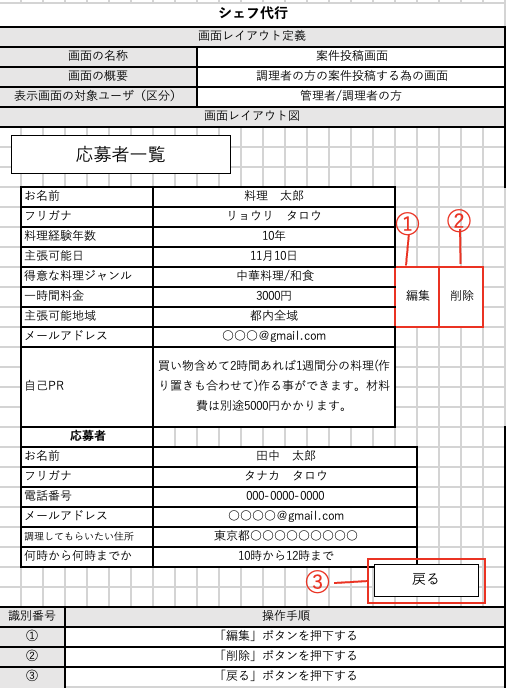 シェフ代行
画面レイアウト定義
画面の名称 案件投稿画面
画面の概要 調理者の方の案件投稿する為の画面
表示画面の対象ユーザ（区分） 管理者/調理者の方
画面レイアウト図
応募者一覧
お名前 料理　太郎
フリガナ リョウリ　タロウ
料理経験年数 10年
主張可能日 11月10日
得意な料理ジャンル 中華料理/和食
一時間料金 3000円
主張可能地域 都内全域
メールアドレス 〇〇〇@gmail.com
① ②
編集 削除
自己PR
買い物含めて2時間あれば1週間分の料理(作
り置きも合わせて)作る事ができます。材料
費は別途5000円かかります。
応募者
お名前 田中　太郎
フリガナ タナカ　タロウ
電話番号 000-0000-0000
メールアドレス 〇〇〇〇@gmail.com
調理してもらいたい住所 東京都〇〇〇〇〇〇〇〇〇
何時から何時までか 10時から12時まで
③ 戻る
識別番号 操作手順
① 「編集」ボタンを押下する
② 「削除」ボタンを押下する
③ 「戻る」ボタンを押下する